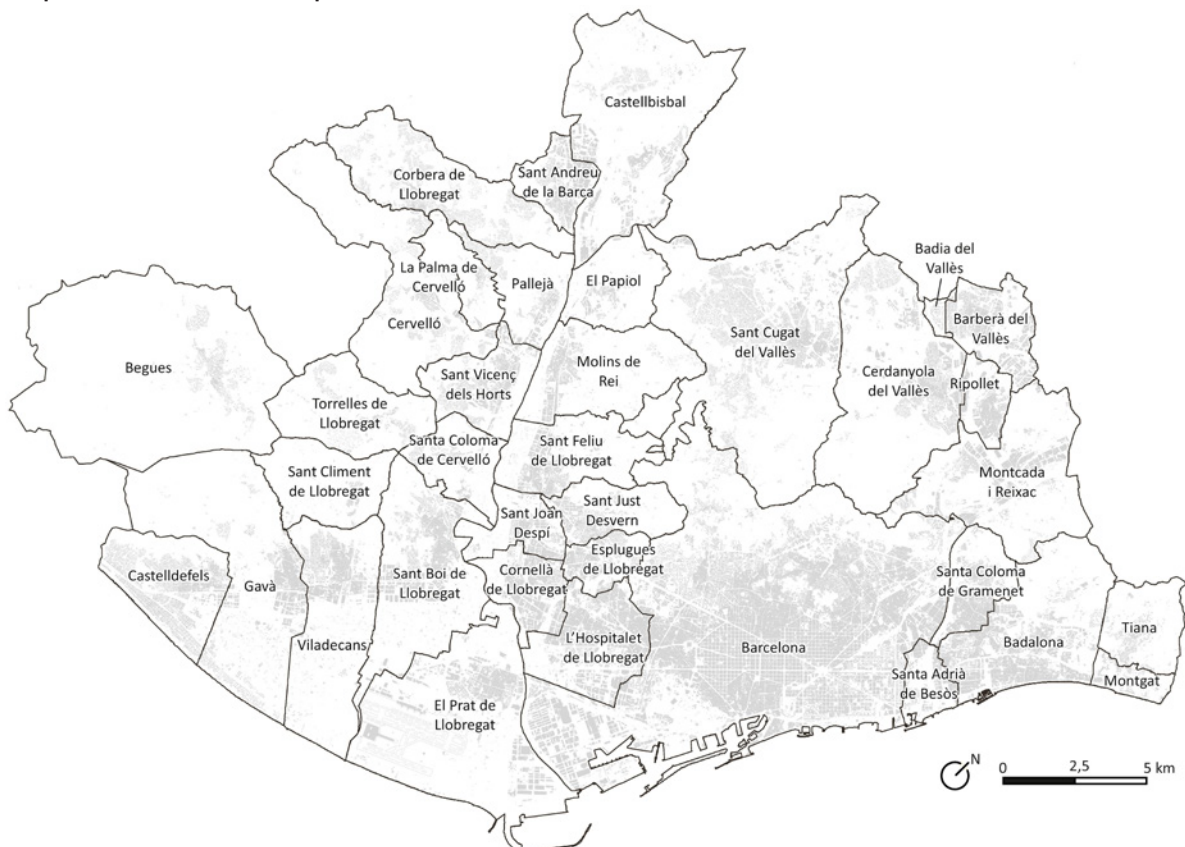 Castellbisbal
Sant Andreu
de la Barca
Corbera de
Llobregat
Badia del
Vallès
La Palma de
Cervelló
Pallejà
El Papiol
Cervelló
Sant Cugat
del Vallès
Barberà del
Vallès
Begues
Sant Vicenç
dels Horts
Molins de
Rei
Cerdanyola
del Vallès
Ripollet
Torrelles de
Llobregat
Santa Coloma
de Cervelló
Sant Feliu
de Llobregat
Sant Climent
de Llobregat
Montcada
i Reixac
Sant Joan
Despí
Sant Just
Desvern
Castelldefels
Gavà
Sant Boi de
Llobregat
Cornellà
de Llobregat
Esplugues
de Llobregat
Santa Coloma
de Gramenet
Viladecans
L'Hospitalet
de Llobregat
Barcelona
Badalona
Tiana
Santa Adrià
de Besòs
Montgat
El Prat de
Llobregat
N
0 2,5 5 km